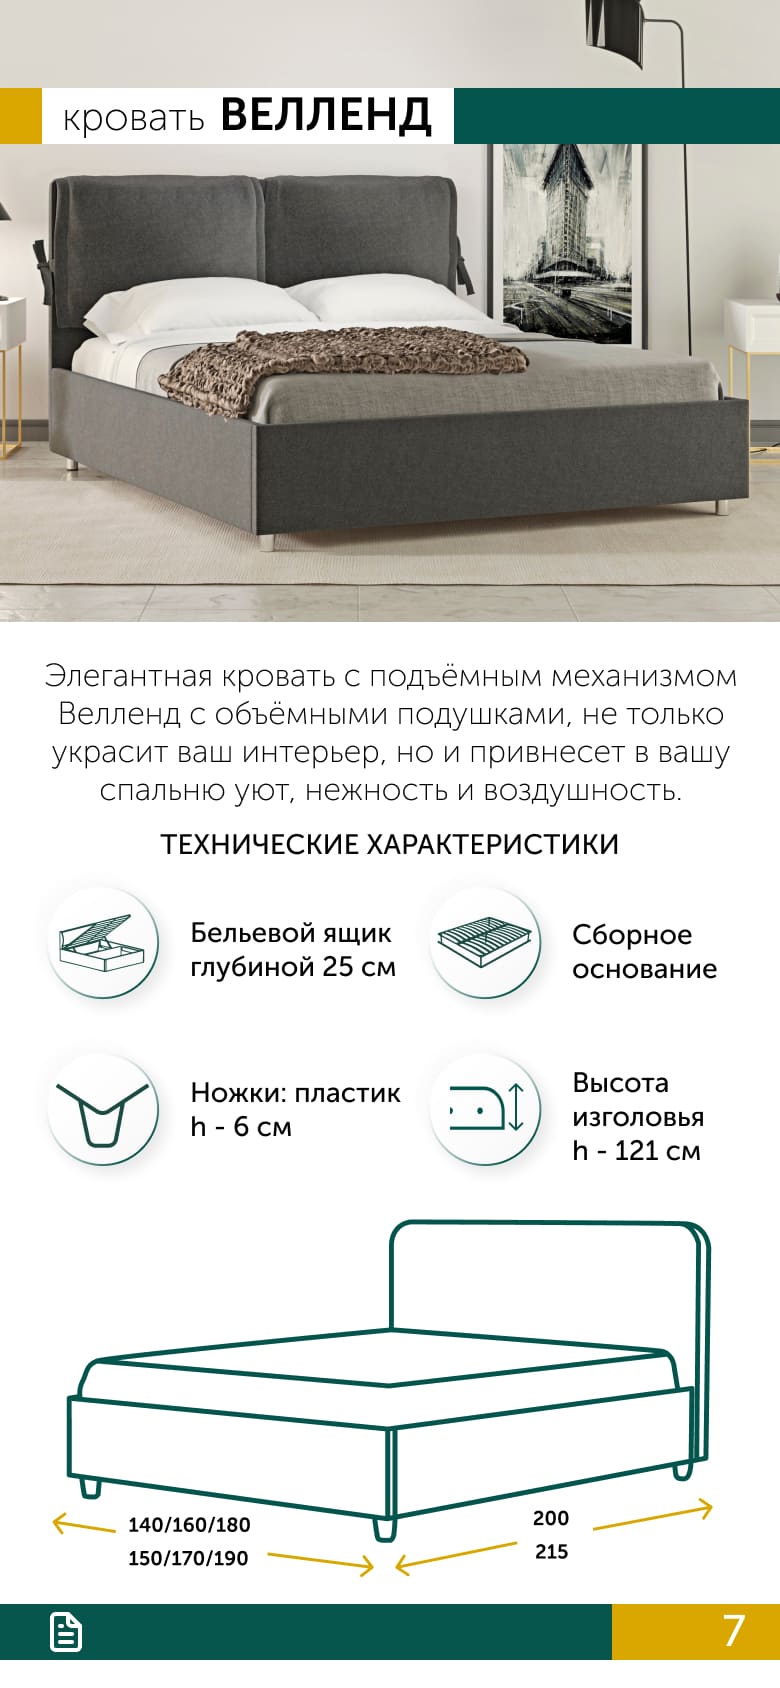 кровать ВЕЛЛЕНД
Элегантная кровать с подъёмным механизмом
Велленд с объёмными подушками, не только
украсит ваш интерьер, но и привнесет в вашу
спальню уют, нежность и воздушность.
ТЕХНИЧЕСКИЕ ХАРАКТЕРИСТИКИ
Бельевой ящик
глубиной 25 см
Сборное
основание
Ножки: пластик
h - 6 см
Высота
изголовья
h - 121 см
140/160/180
150/170/190
200
215
7